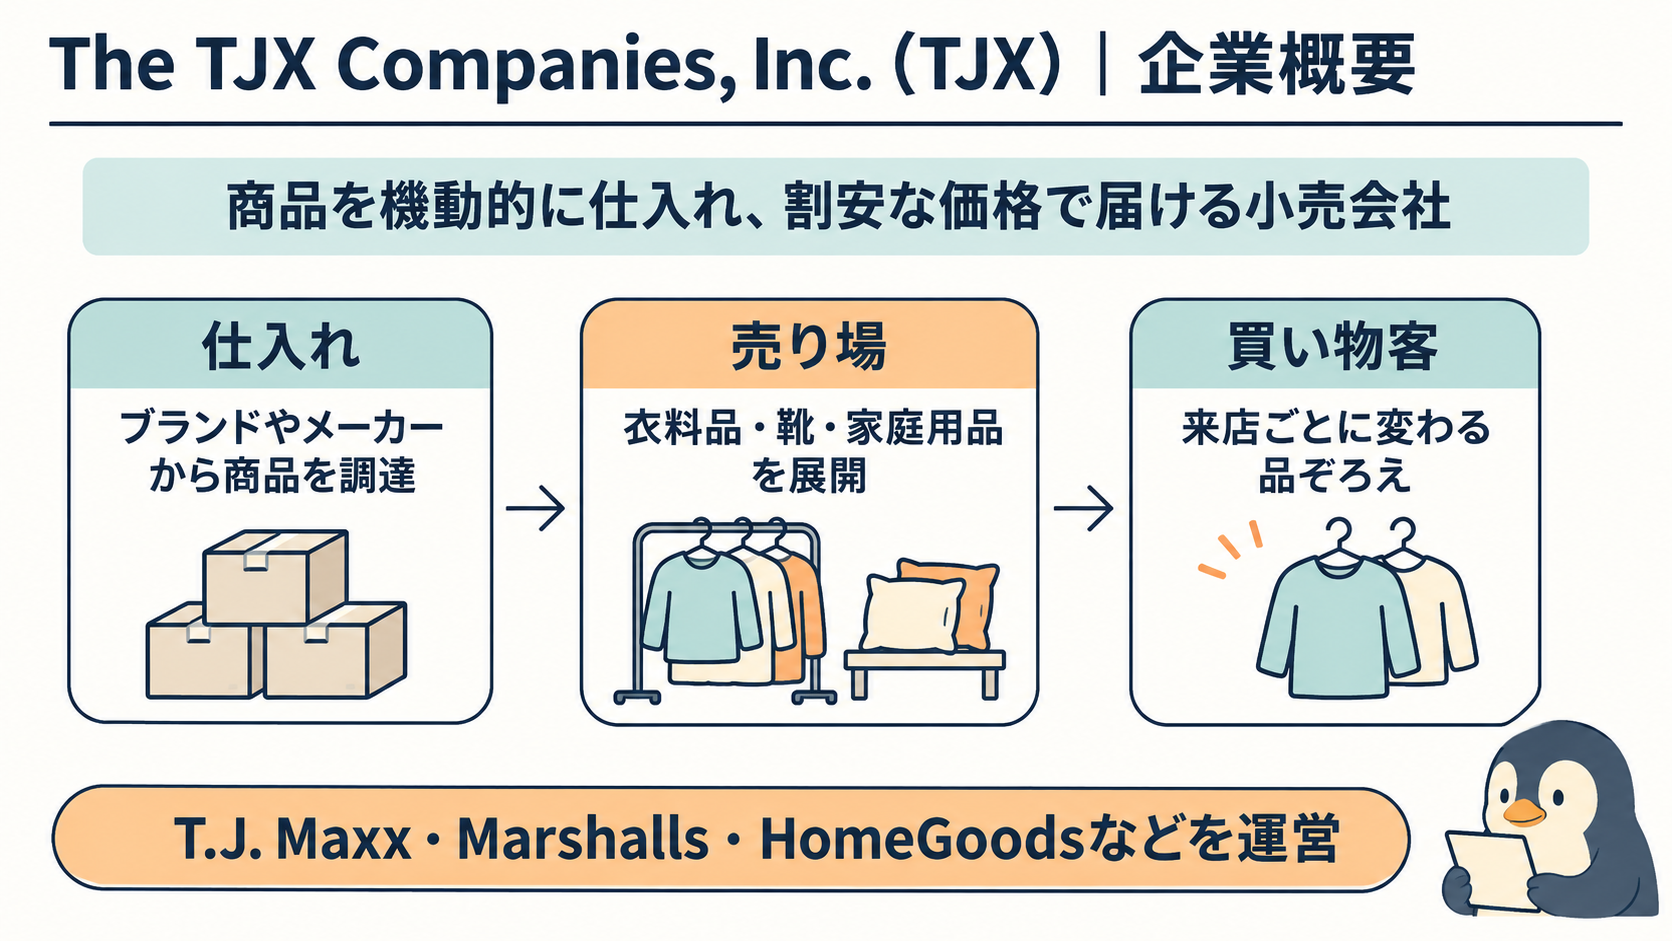 The TJX Companies, Inc.（TJX）｜企業概要
商品を機動的に仕入れ、割安な価格で届ける小売会社
仕入れ
ブランドやメーカー
から商品を調達
売り場
衣料品・靴・家庭用品
を展開
買い物客
来店ごとに変わる
品ぞろえ
T.J. Maxx・Marshalls・HomeGoodsなどを運営